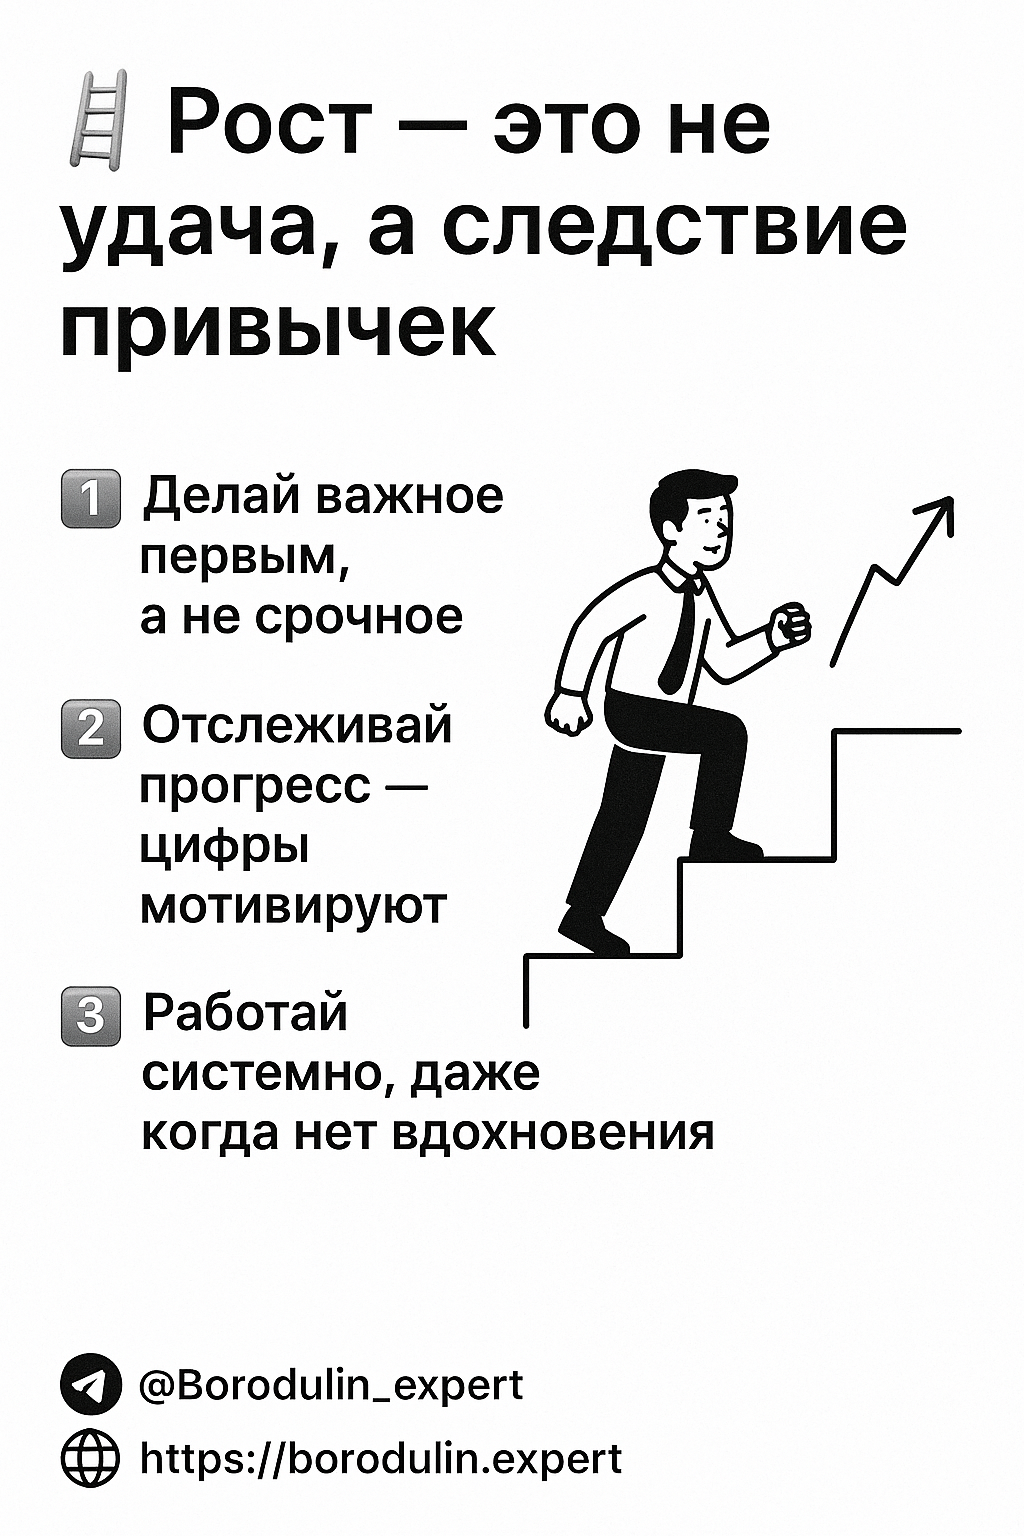 🪜 Рост — это не
удача, а следствие
привычек
1 Делай важное
первым,
а не срочное
2 Отслеживай
прогресс —
цифры
мотивируют
3 Работай
системно, даже
когда нет вдохновения
@Borodulin_expert
https://borodulin.expert